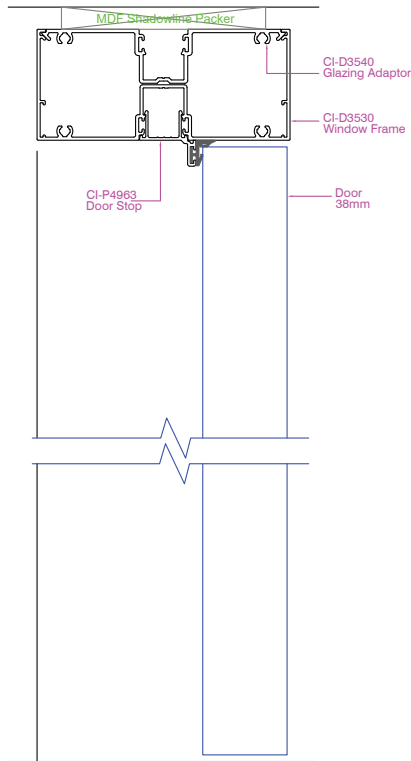 MDF Shadowline Packer
CI-D3540
Glazing Adaptor
CI-D3530
Window Frame
CI-P4963
Door Stop
Door
38mm